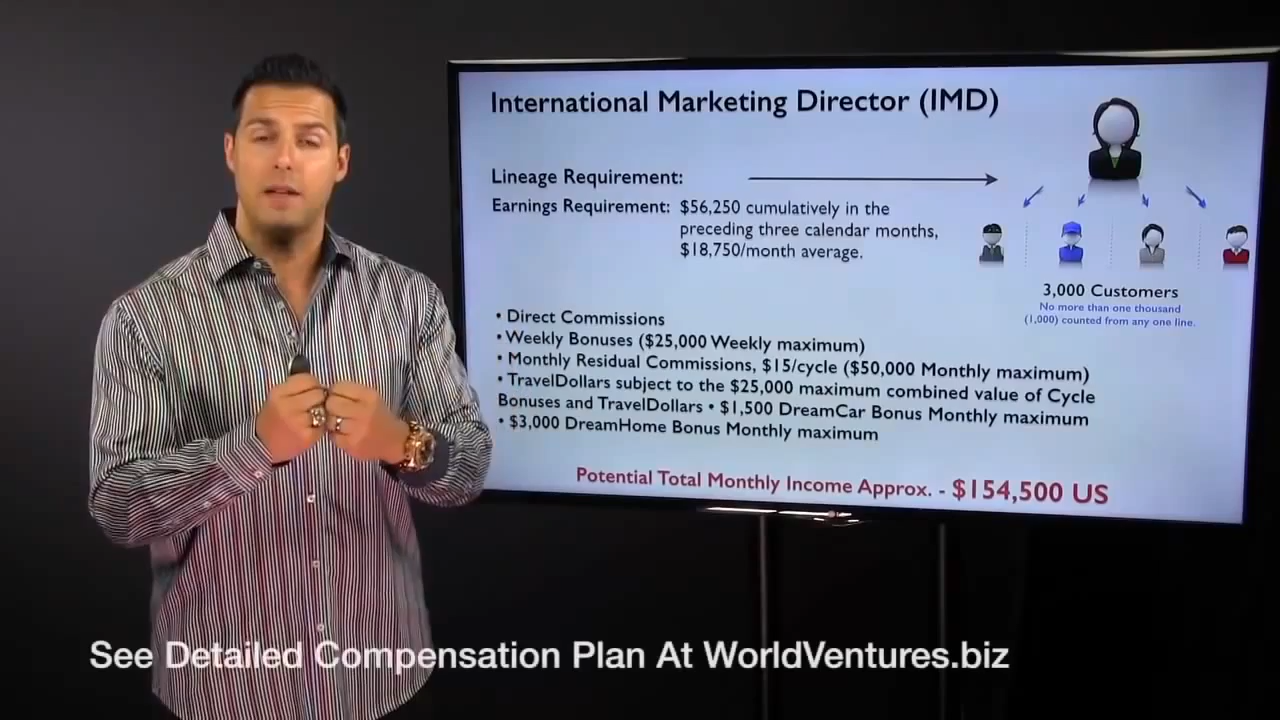 International Marketing Director (IMD)
Lineage Requirement:
Earnings Requirement: $56,250 cumulatively in the
preceding three calendar months,
$18,750/month average.
3,000 Customers
No more than one thousand
(1,000) counted from any one line.
• Direct Commissions
• Weekly Bonuses ($25,000 Weekly maximum)
• Monthly Residual Commissions, $15/cycle ($50,000 Monthly maximum)
• TravelDollars subject to the $25,000 maximum combined value of Cycle
Bonuses and TravelDollars • $1,500 DreamCar Bonus Monthly maximum
• $3,000 DreamHome Bonus Monthly maximum
Potential Total Monthly Income Approx. - $154,500 US
See Detailed Compensation Plan At WorldVentures.biz